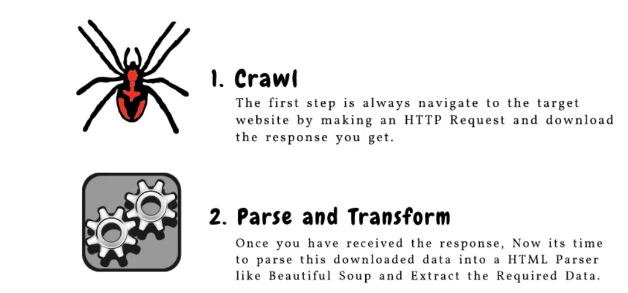 1. Crawl
The first step is always navigate to the target
website by making an HTTP Request and download
the response you get.
2. Parse and Transform
Once you have received the response, Now its time
to parse this downloaded data into a HTML Parser
like Beautiful Soup and Extract the Required Data.